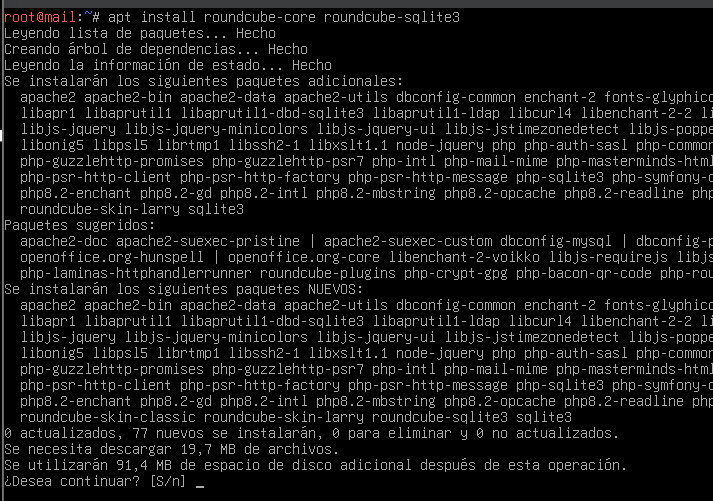 root@mail:~# apt install roundcube-core roundcube-sqlite3
Leyendo lista de paquetes... Hecho
Creando árbol de dependencias... Hecho
Leyendo la información de estado... Hecho
Se instalarán los siguientes paquetes adicionales:
apache2 apache2-bin apache2-data apache2-utils dbconfig-common enchant-2 fonts-glyphico
libapr1 libaprutil1 libaprutil1-dbd-sqlite3 libaprutil1-ldap libcurl4 libenchant-2-2 li
libjs-jquery libjs-jquery-minicolors libjs-jquery-ui libjs-jstimezonedetect libjs-poppe
libonig5 libpsl5 librtmp1 libssh2-1 libxslt1.1 node-jquery php php-auth-sasl php-common
php-guzzlehttp-promises php-guzzlehttp-psr7 php-intl php-mail-mime php-masterminds-html
php-psr-http-client php-psr-http-factory php-psr-http-message php-sqlite3 php-symfony-c
php8.2-enchant php8.2-gd php8.2-intl php8.2-mbstring php8.2-opcache php8.2-readline php
roundcube-skin-larry sqlite3
Paquetes sugeridos:
apache2-doc apache2-suexec-pristine | apache2-suexec-custom dbconfig-mysql | dbconfig-p
openoffice.org-hunspell | openoffice.org-core libenchant-2-voikko libjs-requirejs libjs
php-laminas-httphandlerrunner roundcube-plugins php-crypt-gpg php-bacon-qr-code php-rou
Se instalarán los siguientes paquetes NUEVOS:
apache2 apache2-bin apache2-data apache2-utils dbconfig-common enchant-2 fonts-glyphico
libapr1 libaprutil1 libaprutil1-dbd-sqlite3 libaprutil1-ldap libcurl4 libenchant-2-2 li
libjs-jquery libjs-jquery-minicolors libjs-jquery-ui libjs-jstimezonedetect libjs-poppe
libonig5 libpsl5 librtmp1 libssh2-1 libxslt1.1 node-jquery php php-auth-sasl php-common
php-guzzlehttp-promises php-guzzlehttp-psr7 php-intl php-mail-mime php-masterminds-html
php-psr-http-client php-psr-http-factory php-psr-http-message php-sqlite3 php-symfony-c
php8.2-enchant php8.2-gd php8.2-intl php8.2-mbstring php8.2-opcache php8.2-readline php
roundcube-skin-classic roundcube-skin-larry roundcube-sqlite3 sqlite3
0 actualizados, 77 nuevos se instalarán, 0 para eliminar y 0 no actualizados.
Se necesita descargar 19,7 MB de archivos.
Se utilizarán 91,4 MB de espacio de disco adicional después de esta operación.
¿Desea continuar? [S/n] _